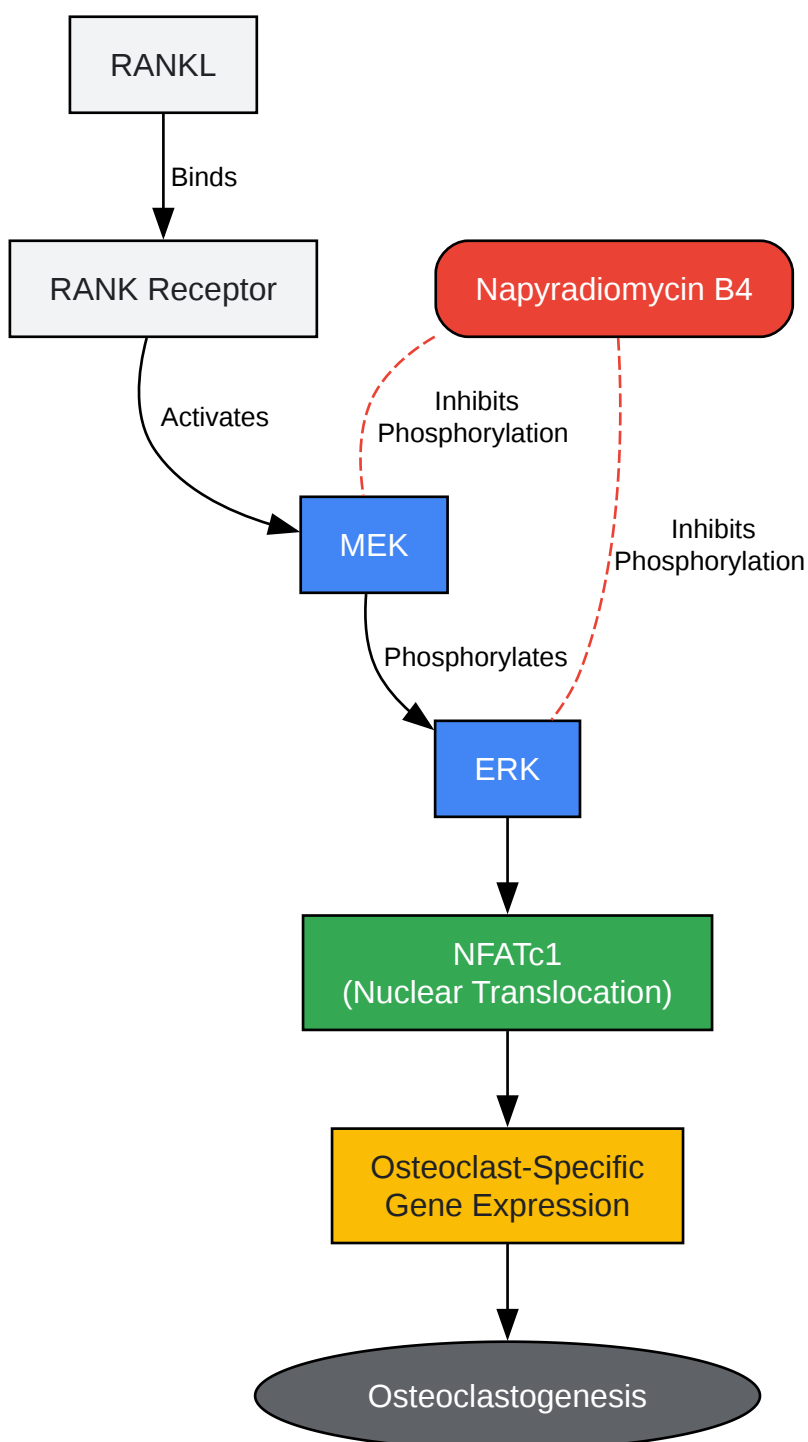 RANKL
Binds
RANK Receptor
Napyradiomycin B4
Activates
Inhibits
Phosphorylation
MEK
Inhibits
Phosphorylation
Phosphorylates
ERK
NFATc1
(Nuclear Translocation)
Osteoclast-Specific
Gene Expression
Osteoclastogenesis